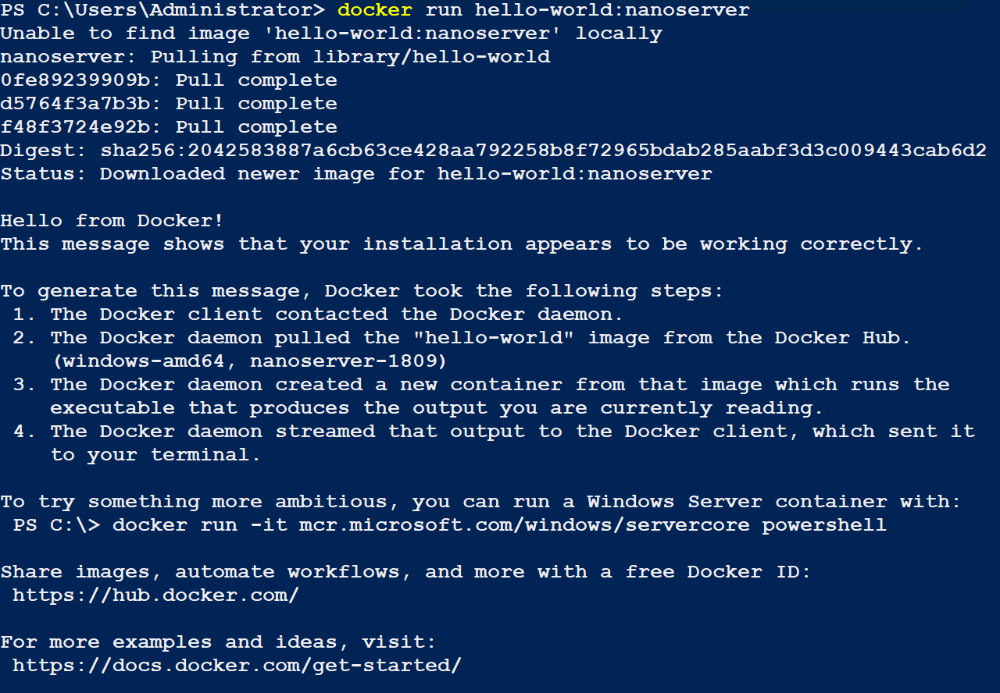 PS C:\Users\Administrator> docker run hello-world:nanoserver
Unable to find image 'hello-world:nanoserver' locally
nanoserver: Pulling from library/hello-world
0fe89239909b: Pull complete
d5764f3a7b3b: Pull complete
f48f3724e92b: Pull complete
Digest: sha256:2042583887a6cb63ce428aa792258b8f72965bdab285aabf3d3c009443cab6d2
Status: Downloaded newer image for hello-world:nanoserver

Hello from Docker!
This message shows that your installation appears to be working correctly.

To generate this message, Docker took the following steps:
 1. The Docker client contacted the Docker daemon.
 2. The Docker daemon pulled the "hello-world" image from the Docker Hub.
    (windows-amd64, nanoserver-1809)
 3. The Docker daemon created a new container from that image which runs the
    executable that produces the output you are currently reading.
 4. The Docker daemon streamed that output to the Docker client, which sent it
    to your terminal.

To try something more ambitious, you can run a Windows Server container with:
 PS C:\> docker run -it mcr.microsoft.com/windows/servercore powershell

Share images, automate workflows, and more with a free Docker ID:
 https://hub.docker.com/

For more examples and ideas, visit:
 https://docs.docker.com/get-started/